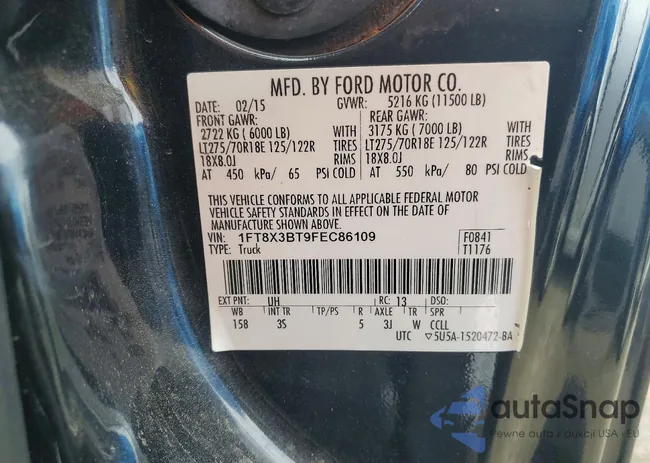 MFD. BY FORD MOTOR CO.
DATE: 02/15 GVWR: 5216 KG (11500 LB)
FRONT GAWR: REAR GAWR:
2722 KG ( 6000 LB) WITH 3175 KG ( 7000 LB) WITH
LT275/70R18E 125/122R TIRES LT275/70R18E 125/122R TIRES
18X8.0J RIMS 18X8.0J RIMS
AT 450 kPa/ 65 PSI COLD AT 550 kPa/ 80 PSI COLD
THIS VEHICLE CONFORMS TO ALL APPLICABLE FEDERAL MOTOR
VEHICLE SAFETY STANDARDS IN EFFECT ON THE DATE OF
MANUFACTURE SHOWN ABOVE.
VIN: 1FT8X3BT9FEC86109 F0841
TYPE: Truck T1176
EXT PNT: UH RC: 13 DSO:
WB INT TR TP/PS R AXLE TR SPR
158 3S 5 3J W CCLL
UTC ▽5U5A-1520472-BA
autaSnap
Pewne auta z aukcji USA i EU